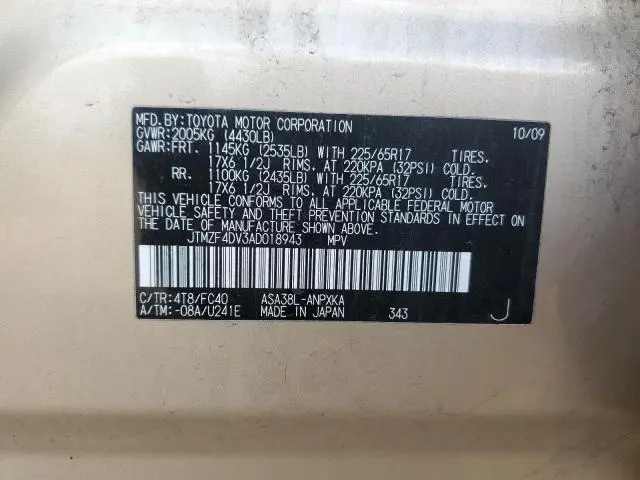 MFD.BY:TOYOTA MOTOR CORPORATION 10/09
GVWR:2005KG (4430LB)
GAWR:FRT. 1145KG (2535LB) WITH 225/65R17 TIRES.
17X6 1/2J RIMS. AT 220KPA (32PSI) COLD.
RR. 1100KG (2435LB) WITH 225/65R17 TIRES.
17X6 1/2J RIMS. AT 220KPA (32PSI) COLD.
THIS VEHICLE CONFORMS TO ALL APPLICABLE FEDERAL MOTOR
VEHICLE SAFETY AND THEFT PREVENTION STANDARDS IN EFFECT ON
THE DATE OF MANUFACTURE SHOWN ABOVE.
JTMZF4DV3AD018943 MPV
C/TR:4T8/FC40 ASA38L-ANPXKA
A/TM:-08A/U241E MADE IN JAPAN 343 J